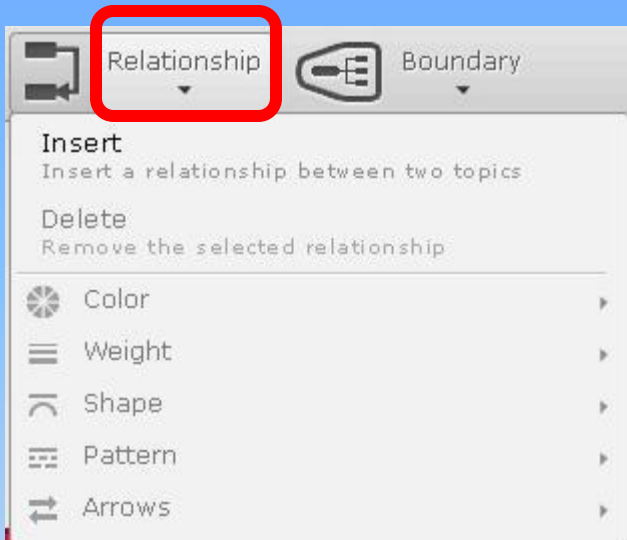 Relationship
Boundary
Insert
Insert a relationship between two topics
Delete
Remove the selected relationship
Color
Weight
Shape
Pattern
Arrows